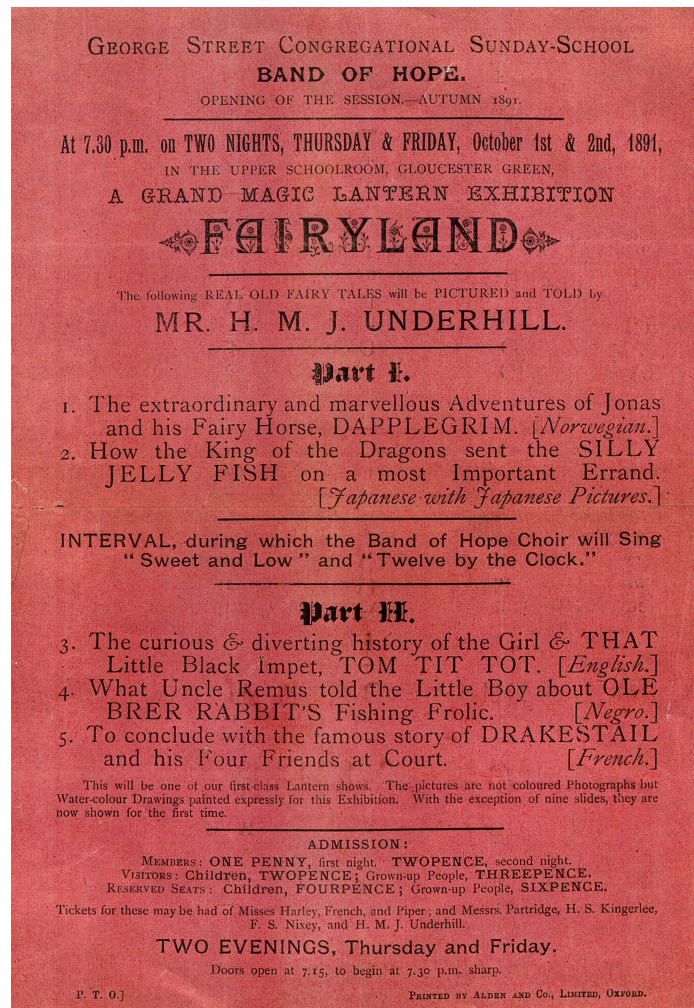 GEORGE STREET CONGREGATIONAL SUNDAY-SCHOOL
BAND OF HOPE.
OPENING OF THE SESSION.—AUTUMN 1891.
At 7.30 p.m. on TWO NIGHTS, THURSDAY & FRIDAY, October 1st & 2nd, 1891,
IN THE UPPER SCHOOLROOM, GLOUCESTER GREEN,
A GRAND MAGIC LANTERN EXHIBITION
FAIRYLAND
The following REAL OLD FAIRY TALES will be PICTURED and TOLD by
MR. H. M. J. UNDERHILL.
Part I.
1. The extraordinary and marvellous Adventures of Jonas
and his Fairy Horse, DAPPLEGRIM. [Norwegian.]
2. How the King of the Dragons sent the SILLY
JELLY FISH on a most Important Errand.
[Japanese with Japanese Pictures.]
INTERVAL, during which the Band of Hope Choir will Sing
"Sweet and Low" and "Twelve by the Clock."
Part II.
3. The curious & diverting history of the Girl & THAT
Little Black Impet, TOM TIT TOT. [English.]
4. What Uncle Remus told the Little Boy about OLE
BRER RABBIT'S Fishing Frolic. [Negro.]
5. To conclude with the famous story of DRAKESTAIL
and his Four Friends at Court. [French.]
This will be one of our first-class Lantern shows. The pictures are not coloured Photographs but
Water-colour Drawings painted expressly for this Exhibition. With the exception of nine slides, they are
now shown for the first time.
ADMISSION:
MEMBERS: ONE PENNY, first night. TWOPENCE, second night.
VISITORS: Children, TWOPENCE; Grown-up People, THREEPENCE.
RESERVED SEATS: Children, FOURPENCE; Grown-up People, SIXPENCE.
Tickets for these may be had of Misses Harley, French, and Piper; and Messrs. Partridge, H. S. Kingerlee,
F. S. Nixey, and H. M. J. Underhill.
TWO EVENINGS, Thursday and Friday.
Doors open at 7.15, to begin at 7.30 p.m. sharp.
P. T. O.] PRINTED BY ALDEN AND CO., LIMITED, OXFORD.